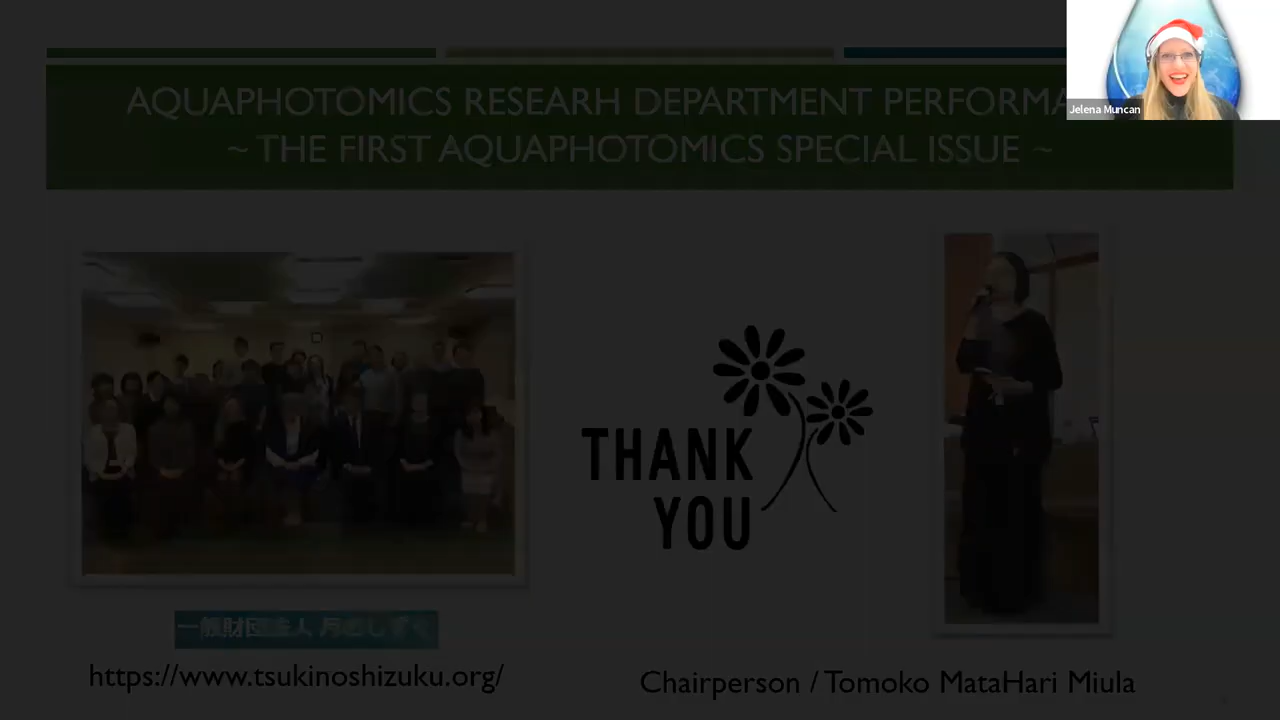 AQUAPHOTOMICS RESEARH DEPARTMENT PERFORMA
~ THE FIRST AQUAPHOTOMICS SPECIAL ISSUE ~
Jelena Muncan
THANK
YOU
一般財団法人 月のしずく
https://www.tsukinoshizuku.org/
Chairperson / Tomoko MataHari Miula